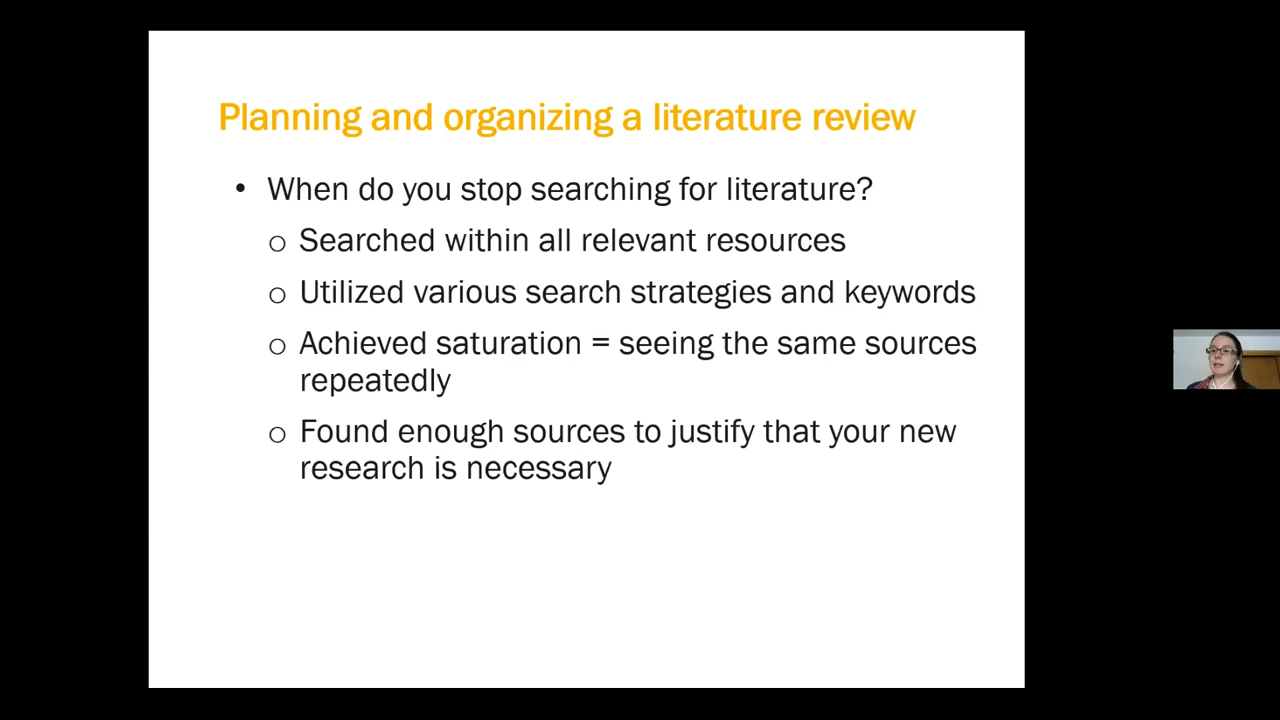 Planning and organizing a literature review
• When do you stop searching for literature?
o Searched within all relevant resources
o Utilized various search strategies and keywords
o Achieved saturation = seeing the same sources
repeatedly
o Found enough sources to justify that your new
research is necessary